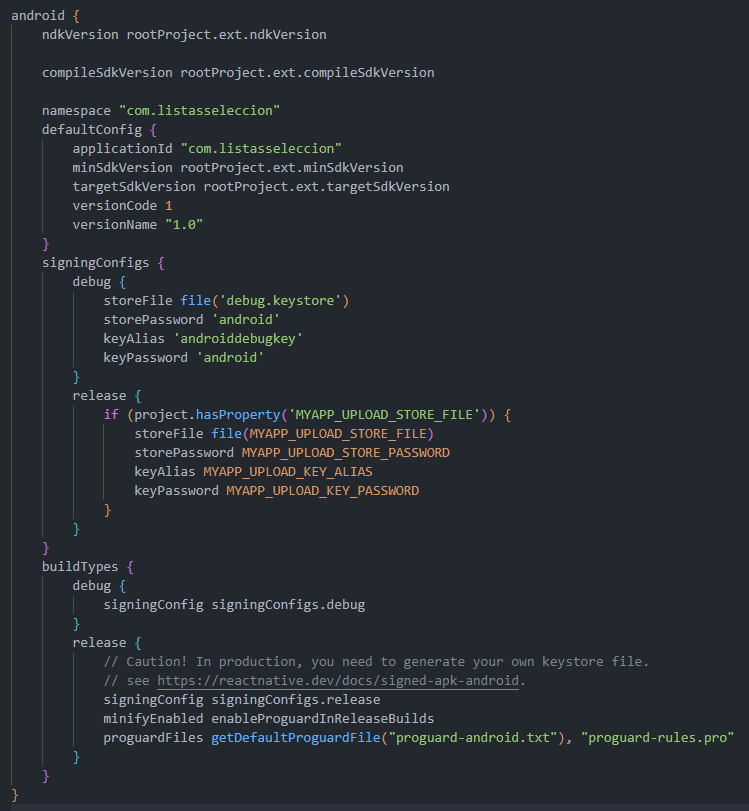 android {
    ndkVersion rootProject.ext.ndkVersion

    compileSdkVersion rootProject.ext.compileSdkVersion

    namespace "com.listasseleccion"
    defaultConfig {
        applicationId "com.listasseleccion"
        minSdkVersion rootProject.ext.minSdkVersion
        targetSdkVersion rootProject.ext.targetSdkVersion
        versionCode 1
        versionName "1.0"
    }
    signingConfigs {
        debug {
            storeFile file('debug.keystore')
            storePassword 'android'
            keyAlias 'androiddebugkey'
            keyPassword 'android'
        }
        release {
            if (project.hasProperty('MYAPP_UPLOAD_STORE_FILE')) {
                storeFile file(MYAPP_UPLOAD_STORE_FILE)
                storePassword MYAPP_UPLOAD_STORE_PASSWORD
                keyAlias MYAPP_UPLOAD_KEY_ALIAS
                keyPassword MYAPP_UPLOAD_KEY_PASSWORD
            }
        }
    }
    buildTypes {
        debug {
            signingConfig signingConfigs.debug
        }
        release {
            // Caution! In production, you need to generate your own keystore file.
            // see https://reactnative.dev/docs/signed-apk-android.
            signingConfig signingConfigs.release
            minifyEnabled enableProguardInReleaseBuilds
            proguardFiles getDefaultProguardFile("proguard-android.txt"), "proguard-rules.pro"
        }
    }
}